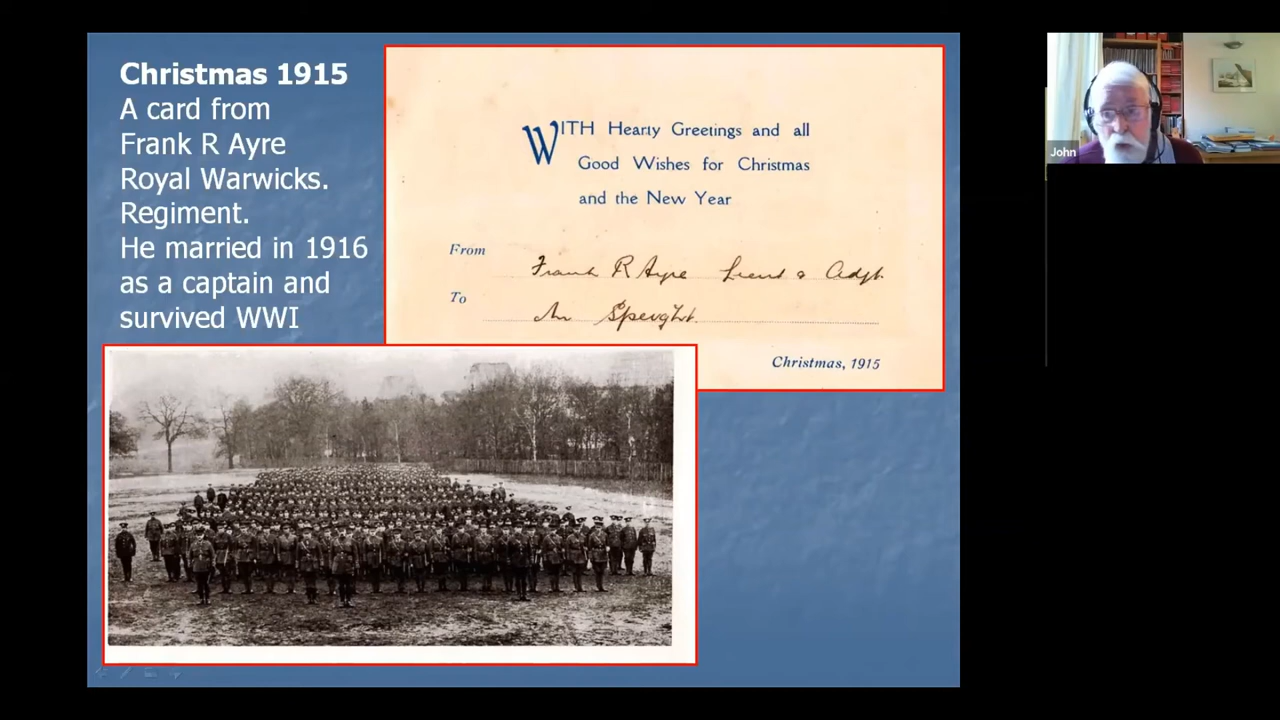 Christmas 1915
A card from
Frank R Ayre
Royal Warwicks.
Regiment.
He married in 1916
as a captain and
survived WWI
WITH Hearty Greetings and all
Good Wishes for Christmas
and the New Year
From Frank R Ayre Lieut & Adjt.
To Mr Speight.
Christmas, 1915
John